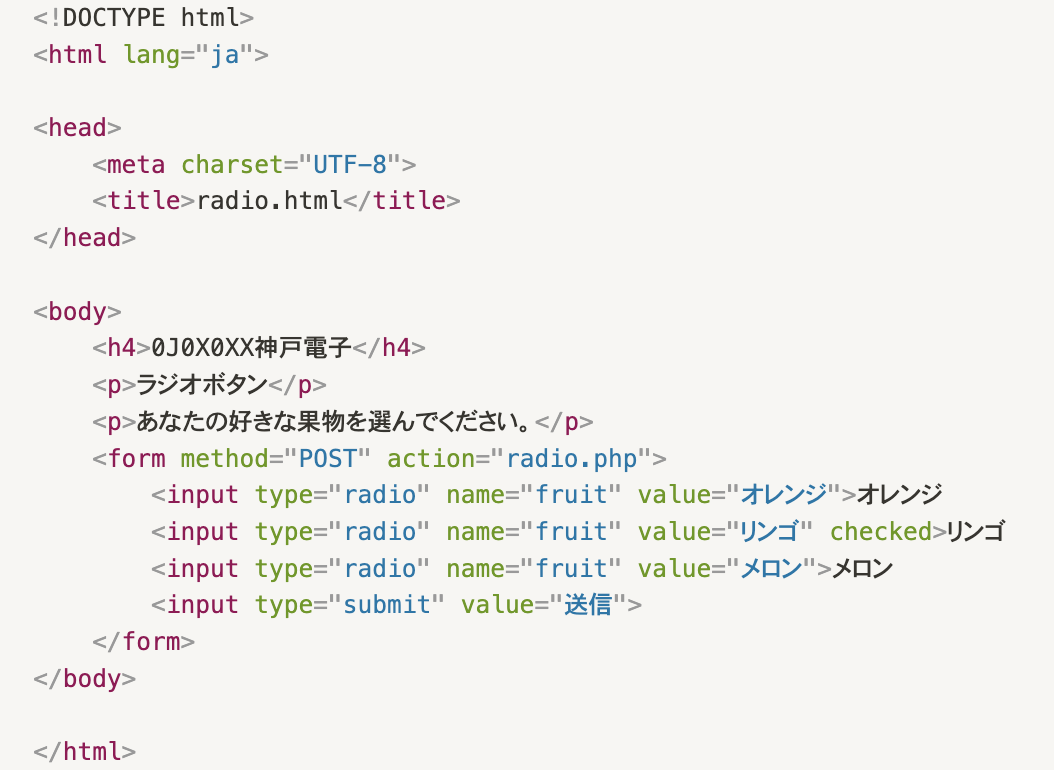 <!DOCTYPE html>
<html lang="ja">
<head>
<meta charset="UTF-8">
<title>radio.html</title>
</head>
<body>
<h4>0J0X0XX神戸電子</h4>
<p>ラジオボタン</p>
<p>あなたの好きな果物を選んでください。</p>
<form method="POST" action="radio.php">
<input type="radio" name="fruit" value="オレンジ">オレンジ
<input type="radio" name="fruit" value="リンゴ" checked>リンゴ
<input type="radio" name="fruit" value="メロン">メロン
<input type="submit" value="送信">
</form>
</body>
</html>